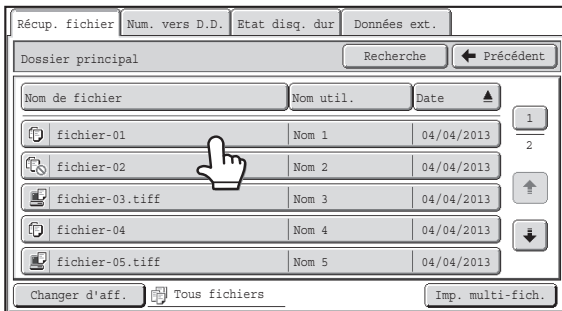 Récup. fichier Num. vers D.D. Etat disq. dur Données ext.
Dossier principal Recherche Précédent
Nom de fichier Nom util. Date
fichier-01 Nom 1 04/04/2013
fichier-02 Nom 2 04/04/2013
fichier-03.tiff Nom 3 04/04/2013
fichier-04 Nom 4 04/04/2013
fichier-05.tiff Nom 5 04/04/2013
1
2
Changer d'aff. Tous fichiers Imp. multi-fich.